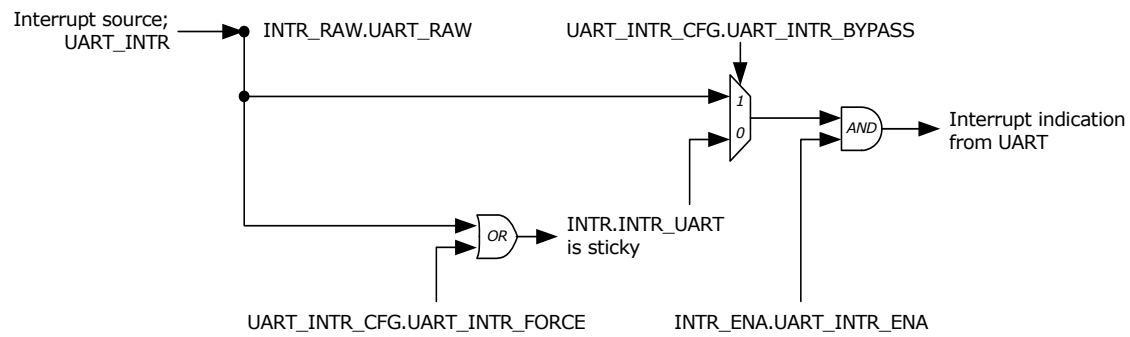 Interrupt source;
UART_INTR
INTR_RAW.UART_RAW
UART_INTR_CFG.UART_INTR_BYPASS
1
0
AND
Interrupt indication
from UART
OR
INTR.INTR_UART
is sticky
UART_INTR_CFG.UART_INTR_FORCE
INTR_ENA.UART_INTR_ENA